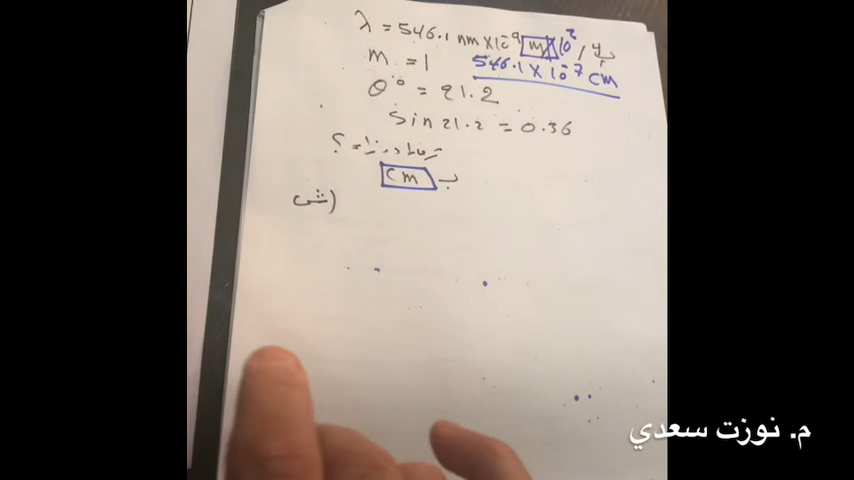 λ = 546.1 nm x 10⁻⁹ m x 10² /
546.1 x 10⁻⁷ cm
m = 1
θ° = 21.2
Sin 21.2 = 0.36
؟
cm ب
ش)
م. نوزت سعدي